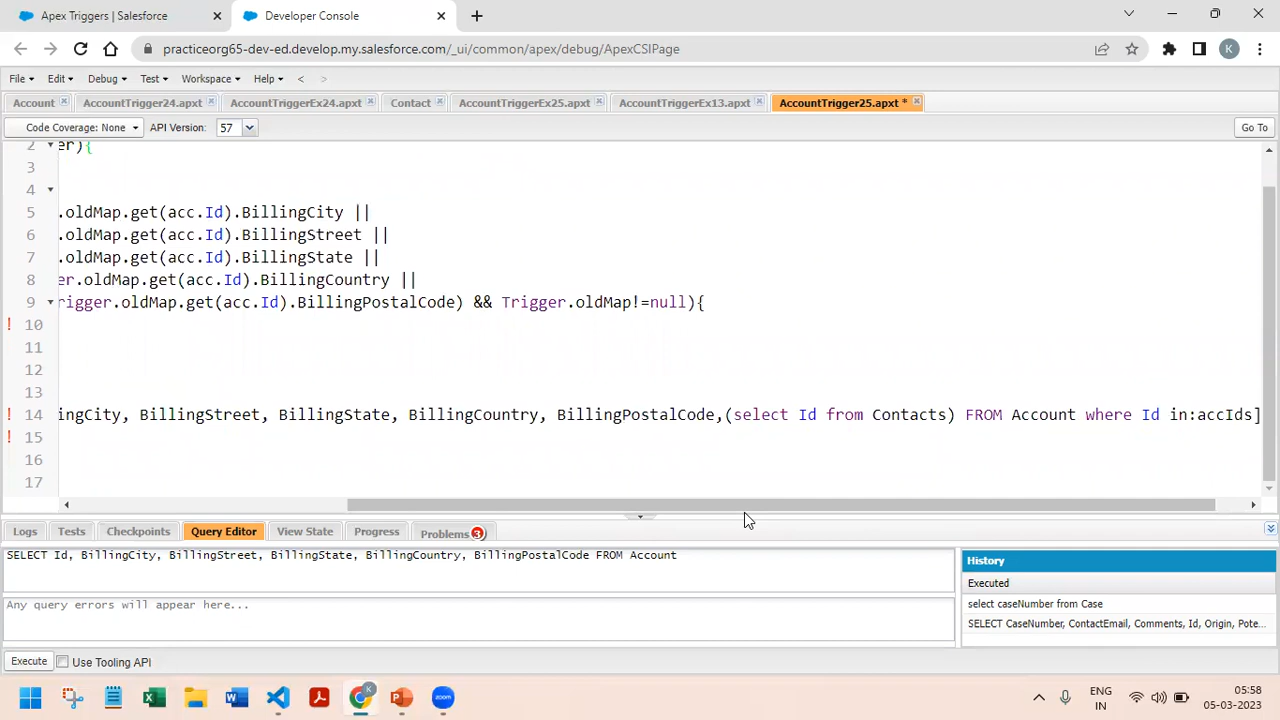 Apex Triggers | Salesforce
Developer Console
practiceorg65-dev-ed.develop.my.salesforce.com/_ui/common/apex/debug/ApexCSIPage
K
File Edit Debug Test Workspace Help < >
Account AccountTrigger24.apxt AccountTriggerEx24.apxt Contact AccountTriggerEx25.apxt AccountTriggerEx13.apxt AccountTrigger25.apxt *
Code Coverage: None API Version: 57 Go To
2 er){
3
4
5 .oldMap.get(acc.Id).BillingCity ||
6 .oldMap.get(acc.Id).BillingStreet ||
7 .oldMap.get(acc.Id).BillingState ||
8 er.oldMap.get(acc.Id).BillingCountry ||
9 rigger.oldMap.get(acc.Id).BillingPostalCode) && Trigger.oldMap!=null){
! 10
11
12
13
! 14 ingCity, BillingStreet, BillingState, BillingCountry, BillingPostalCode,(select Id from Contacts) FROM Account where Id in:accIds]
! 15
16
17
Logs Tests Checkpoints Query Editor View State Progress Problems 3
SELECT Id, BillingCity, BillingStreet, BillingState, BillingCountry, BillingPostalCode FROM Account
Any query errors will appear here...
History
Executed
select caseNumber from Case
SELECT CaseNumber, ContactEmail, Comments, Id, Origin, Pote...
Execute Use Tooling API
K
zoom
ENG
IN
05:58
05-03-2023